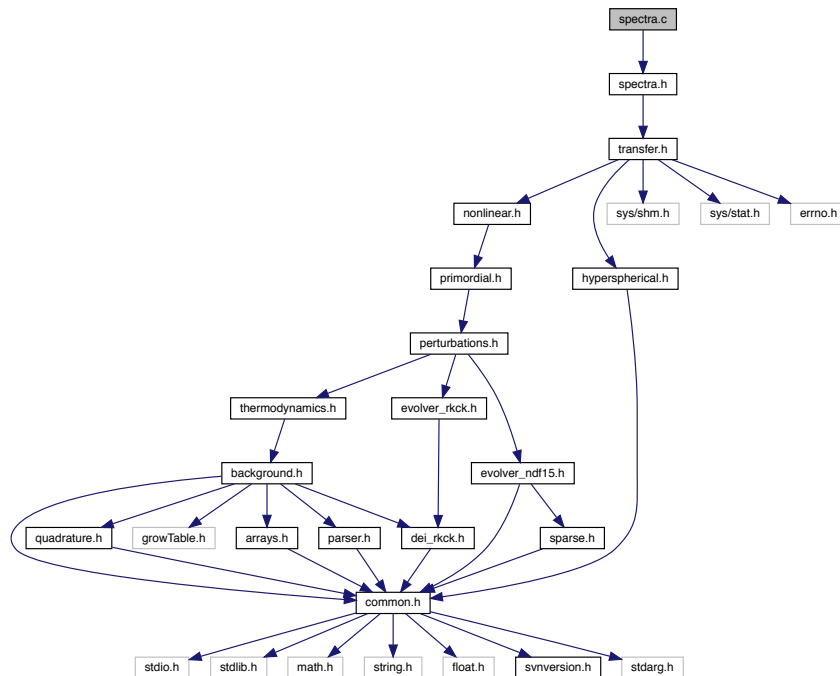 spectra.c
spectra.h
transfer.h
nonlinear.h
sys/shm.h
sys/stat.h
errno.h
primordial.h
hyperspherical.h
perturbations.h
thermodynamics.h
evolver_rkck.h
background.h
evolver_ndf15.h
quadrature.h
growTable.h
arrays.h
parser.h
dei_rkck.h
sparse.h
common.h
stdio.h
stdlib.h
math.h
string.h
float.h
svnversion.h
stdarg.h